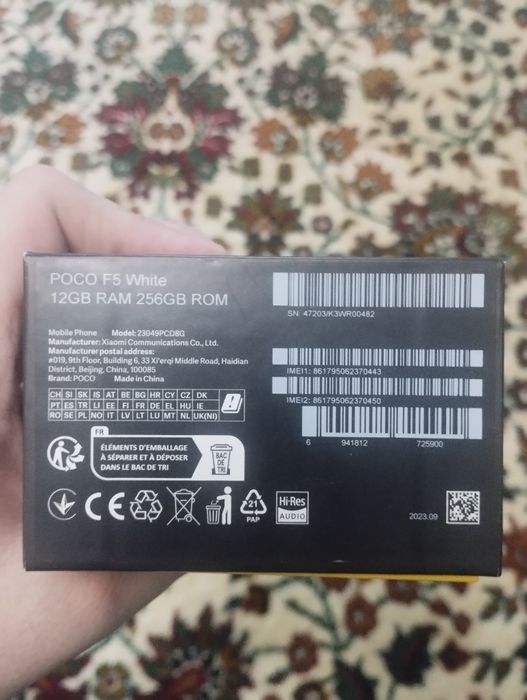 POCO F5 White
12GB RAM 256GB ROM
SN: 47203/K3WR00482
Mobile Phone Model: 23049PCD8G
Manufacturer: Xiaomi Communications Co., Ltd.
Manufacturer postal address:
#019, 9th Floor, Building 6, 33 Xi'erqi Middle Road, Haidian
District, Beijing, China, 100085
Brand: POCO Made in China
IMEI1: 861795062370443
IMEI2: 861795062370450
6 941812 725900
CH SI SK IS AT BE BG HR CY CZ DK
PT ES TR LI EE FI FR DE EL HU IE
RO SE PL NO IT LV LT LU MT NL UK(NI)
FR
ÉLÉMENTS D'EMBALLAGE
À SÉPARER ET À DÉPOSER
DANS LE BAC DE TRI
BAC
DE
TRI
CE
21
PAP
Hi-Res
AUDIO
2023.09